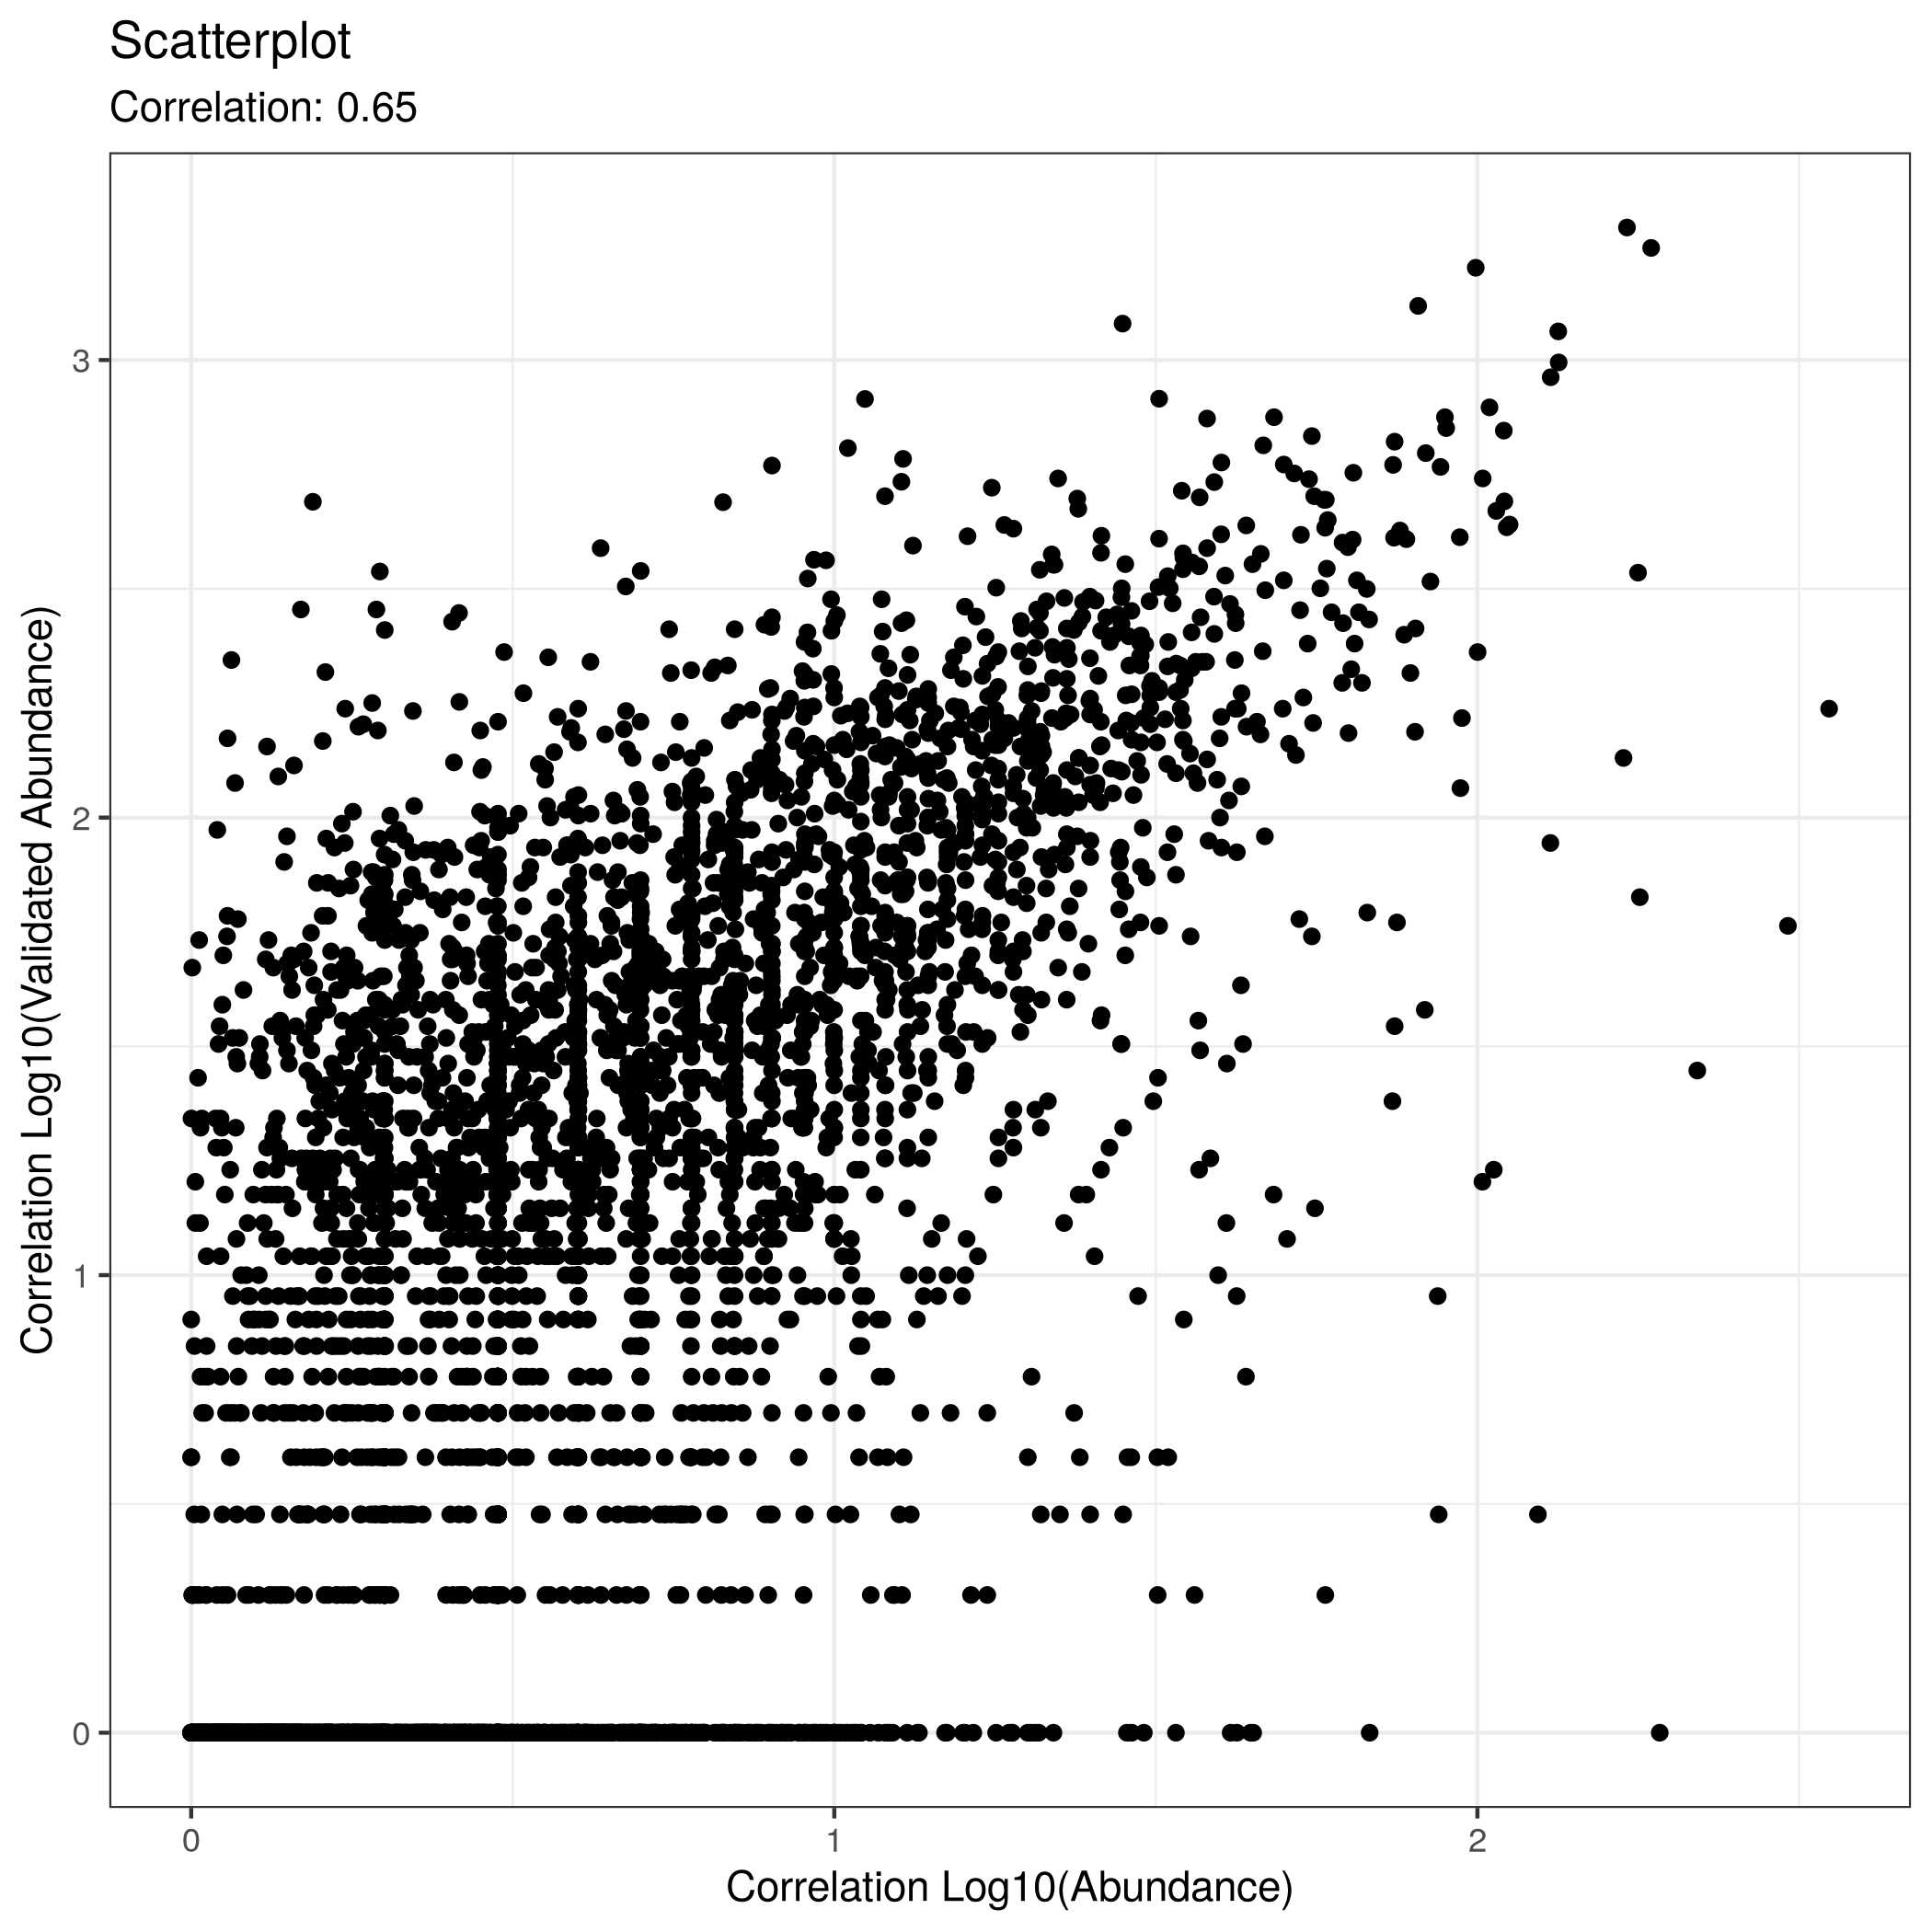 Scatterplot
Correlation: 0.65
3
2
1
0
Correlation Log10(Validated Abundance)
0
1
2
Correlation Log10(Abundance)